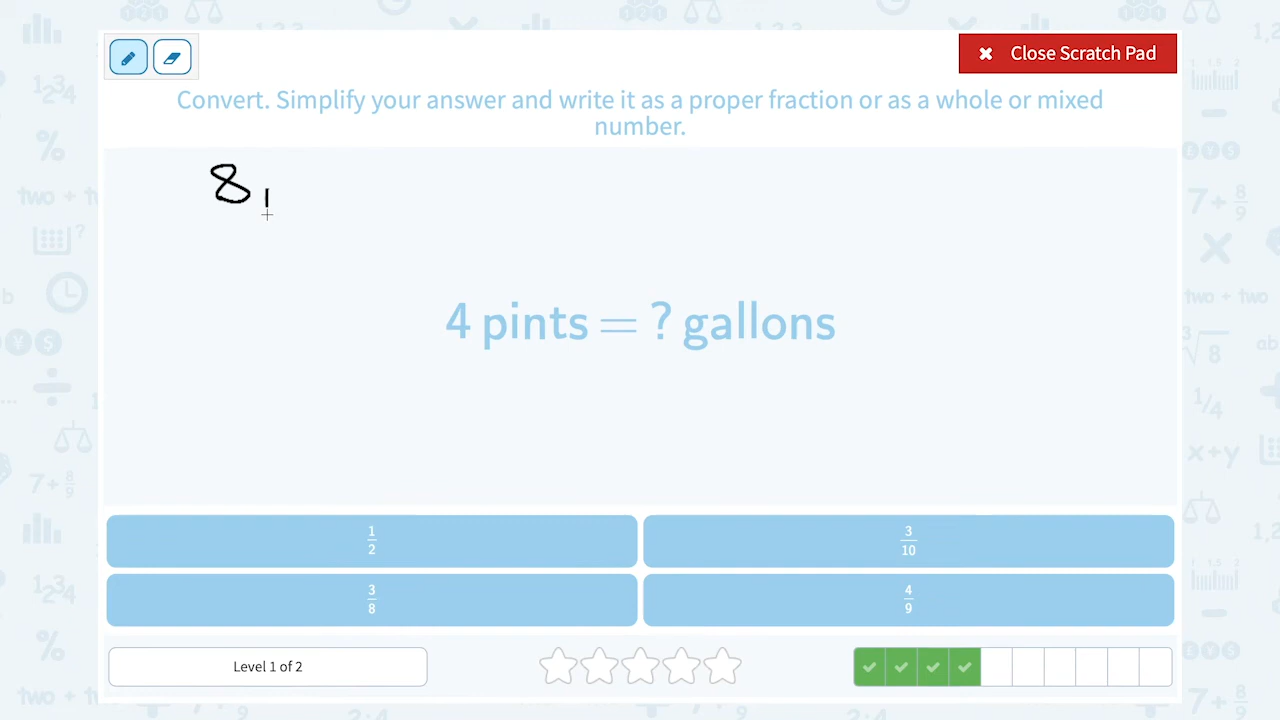 Close Scratch Pad
Convert. Simplify your answer and write it as a proper fraction or as a whole or mixed
number.
8
4 pints = ? gallons
1/2
3/10
3/8
4/9
Level 1 of 2